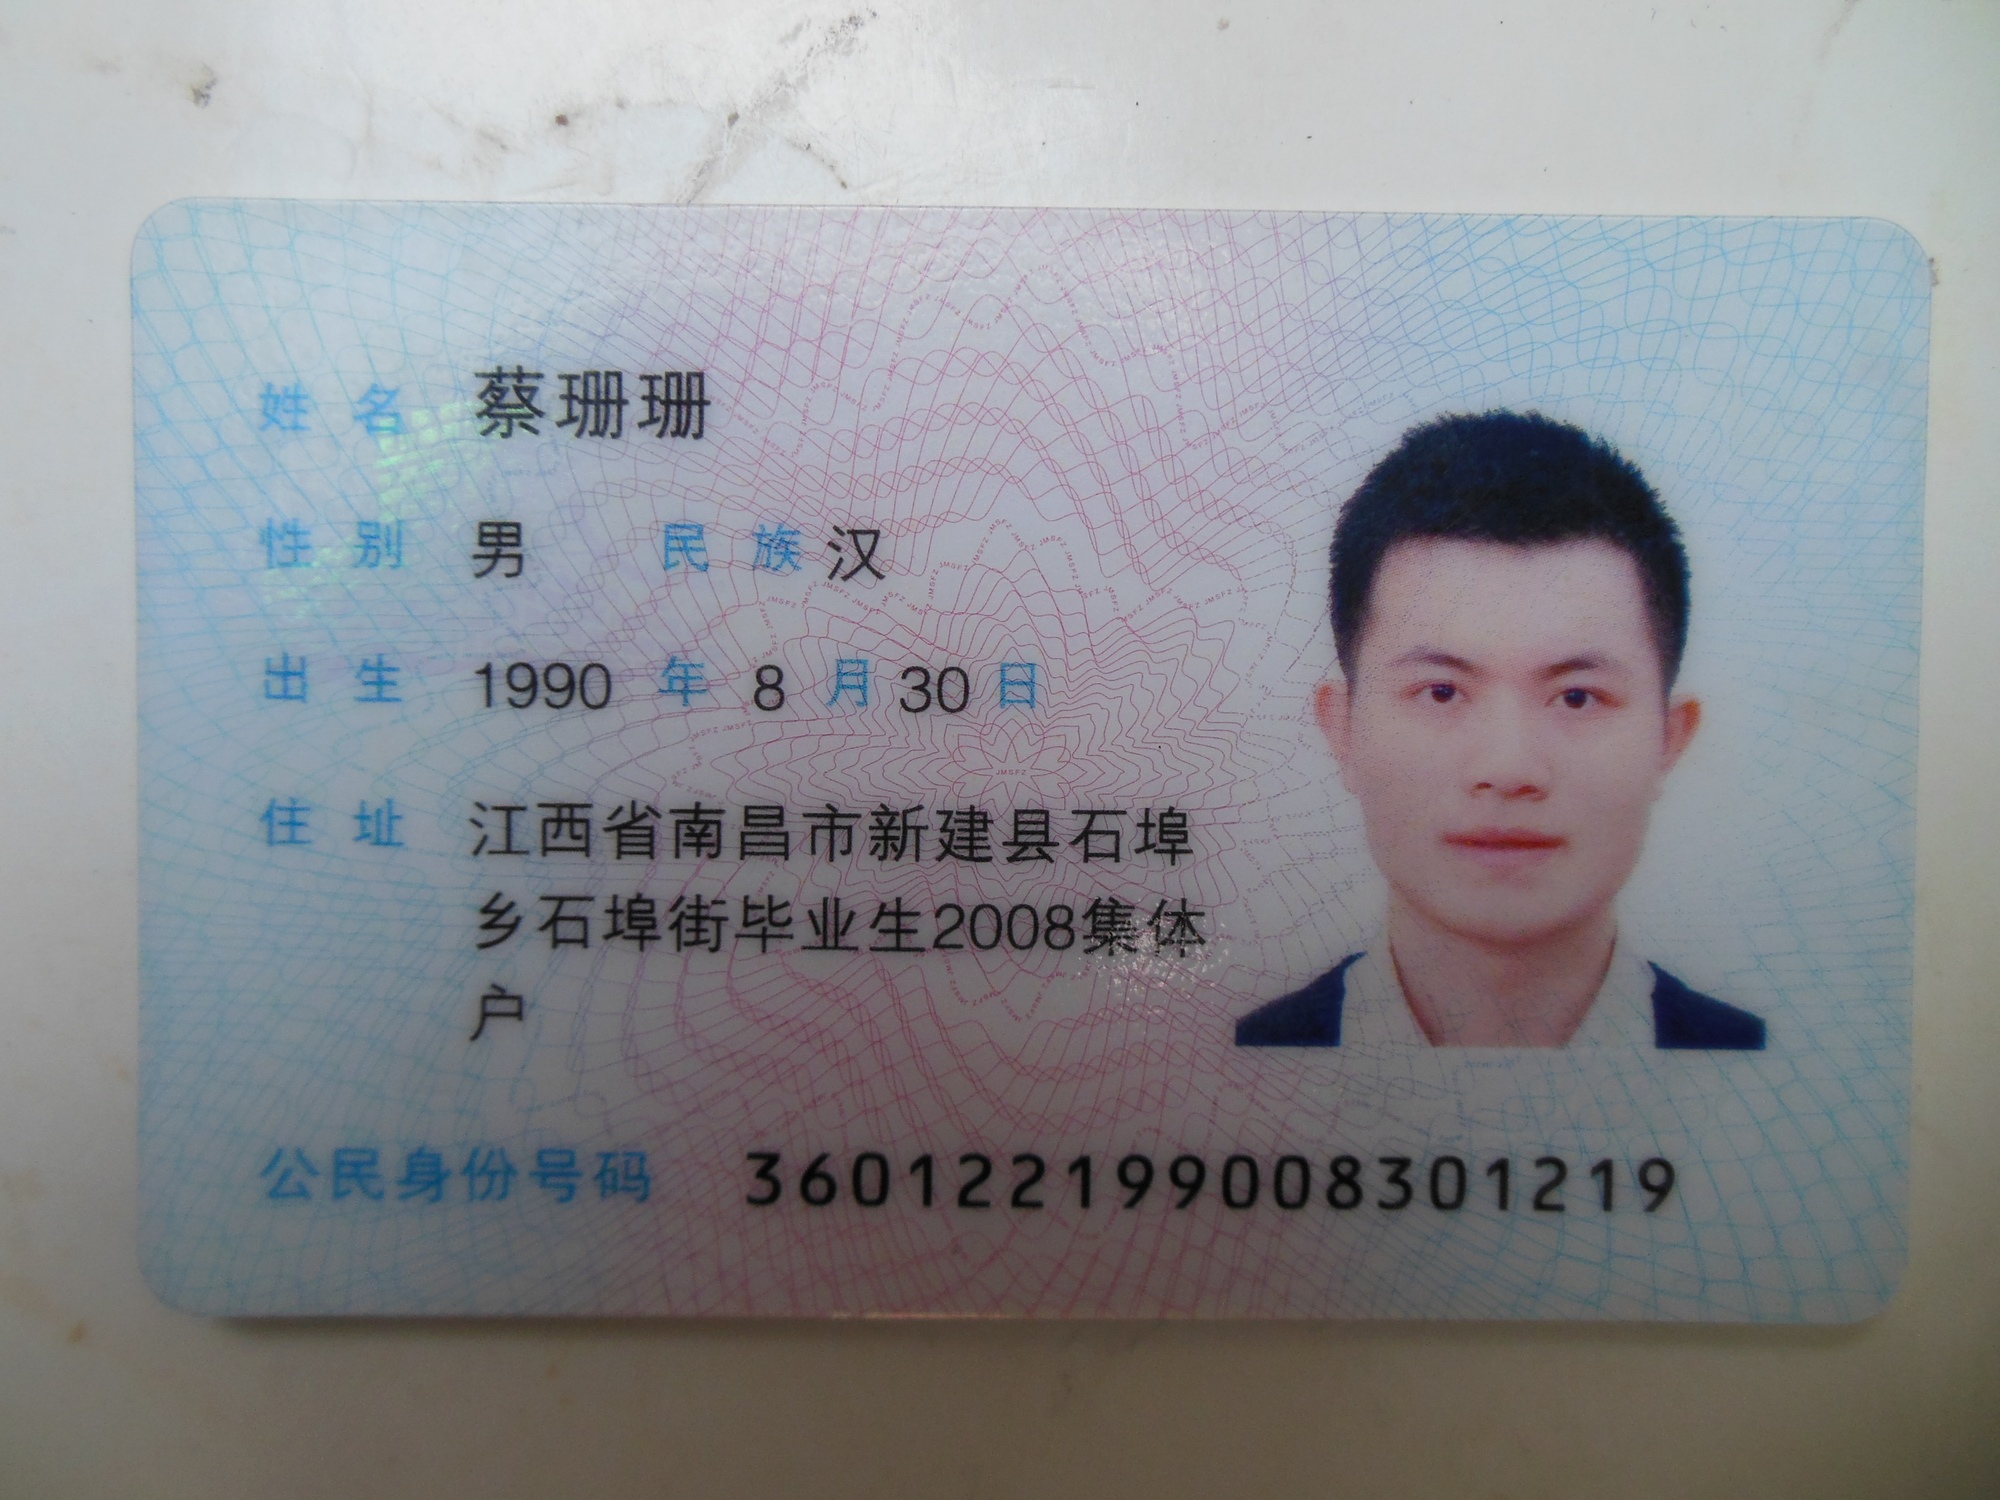 姓名 蔡珊珊
性别 男 民族 汉
出生 1990 年 8 月 30 日
住址 江西省南昌市新建县石埠
乡石埠街毕业生2008集体
户
公民身份号码 360122199008301219